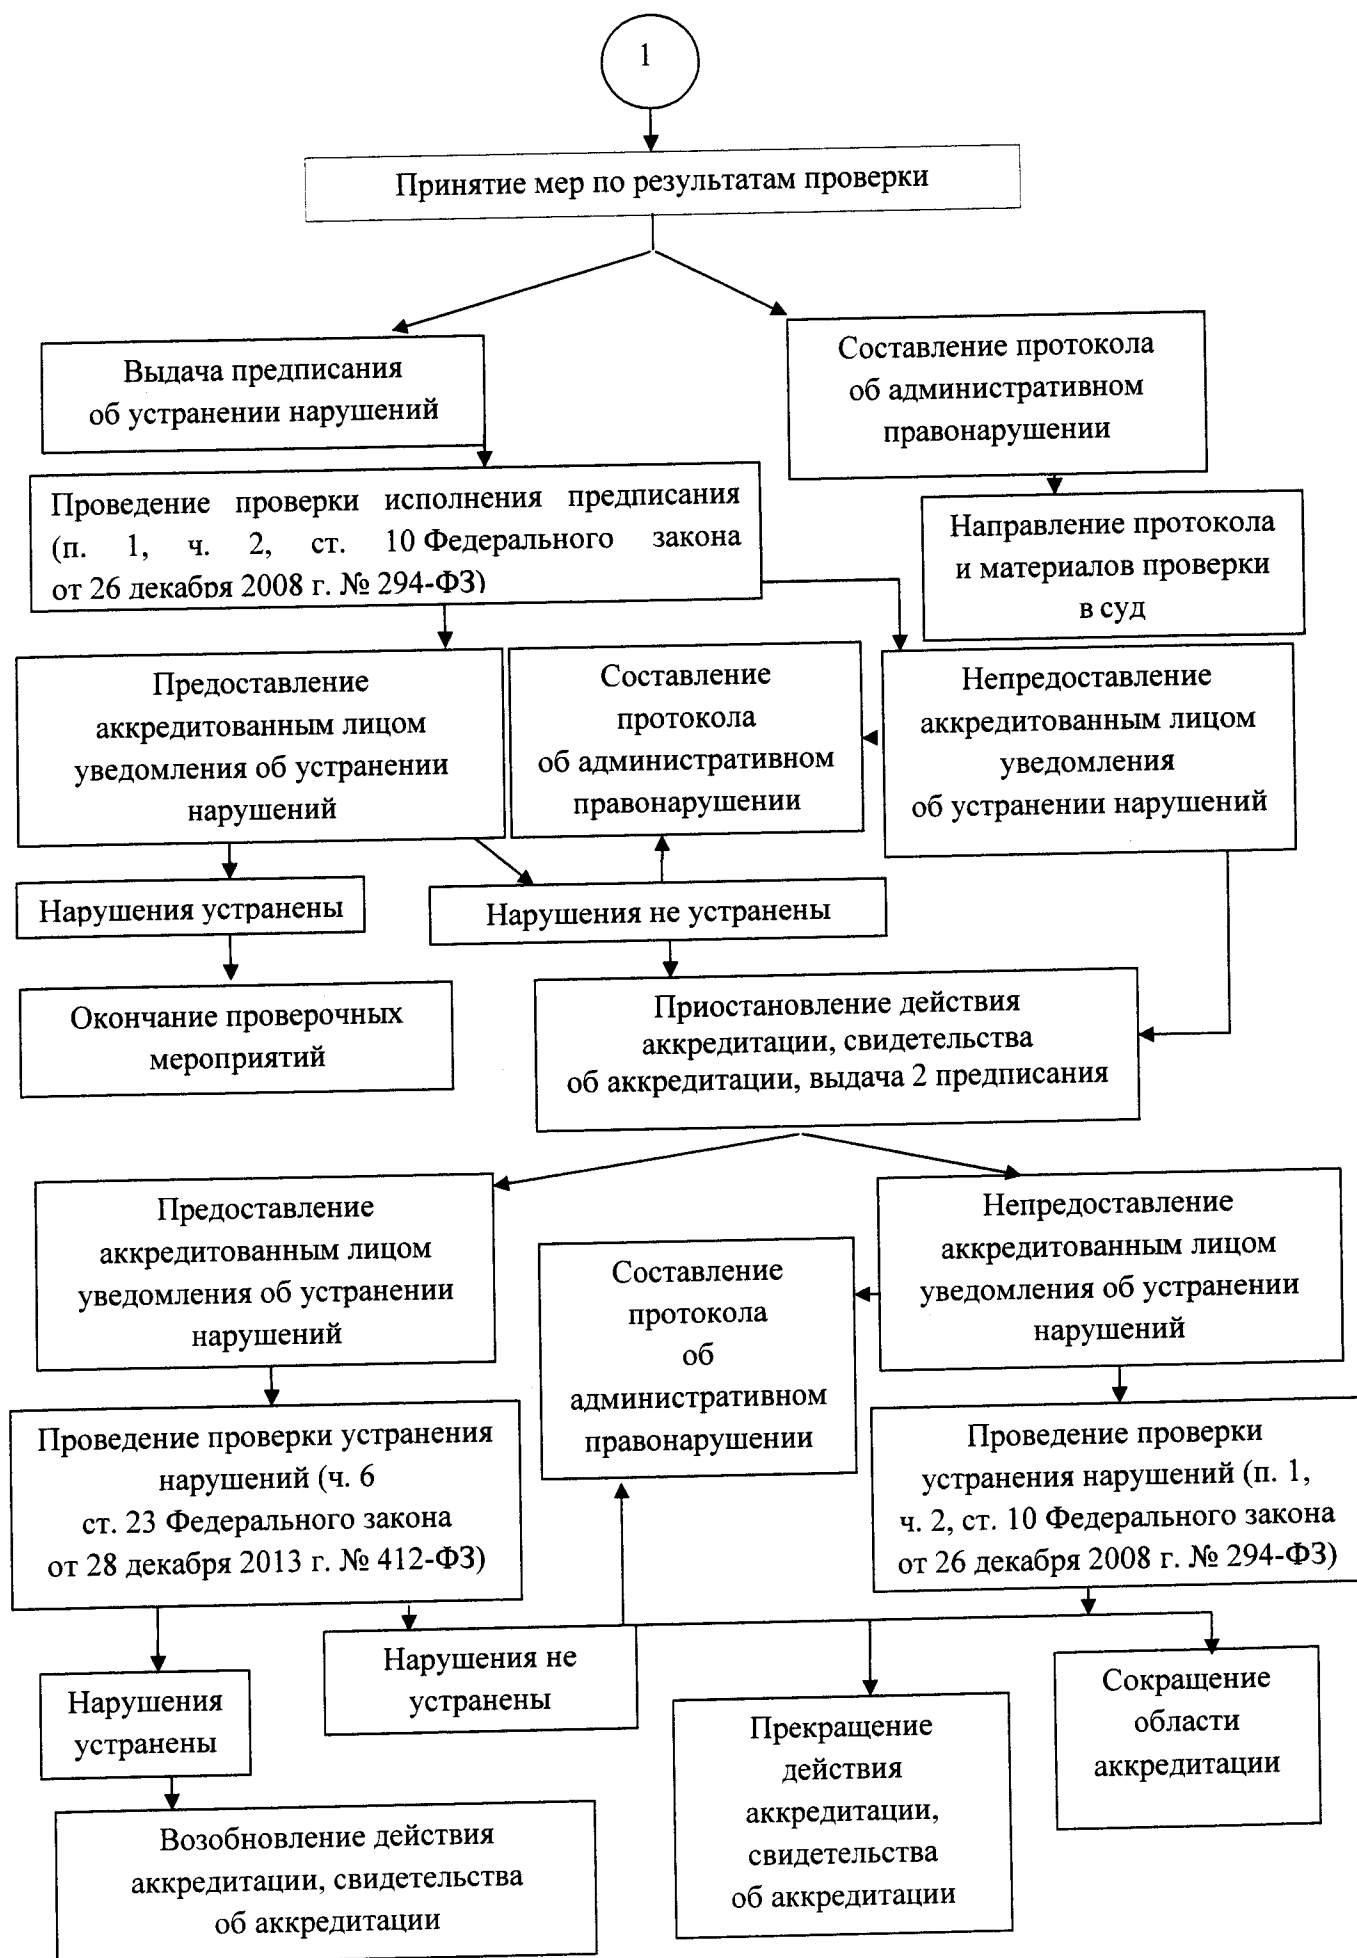 1
Принятие мер по результатам проверки
Выдача предписания
об устранении нарушений
Составление протокола
об административном
правонарушении
Проведение проверки исполнения предписания
(п. 1, ч. 2, ст. 10 Федерального закона
от 26 декабря 2008 г. № 294-ФЗ)
Направление протокола
и материалов проверки
в суд
Предоставление
аккредитованным лицом
уведомления об устранении
нарушений
Составление
протокола
об административном
правонарушении
Непредоставление
аккредитованным лицом
уведомления
об устранении нарушений
Нарушения устранены
Нарушения не устранены
Окончание проверочных
мероприятий
Приостановление действия
аккредитации, свидетельства
об аккредитации, выдача 2 предписания
Предоставление
аккредитованным лицом
уведомления об устранении
нарушений
Составление
протокола
об
административном
правонарушении
Непредоставление
аккредитованным лицом
уведомления об устранении
нарушений
Проведение проверки устранения
нарушений (ч. 6
ст. 23 Федерального закона
от 28 декабря 2013 г. № 412-ФЗ)
Проведение проверки
устранения нарушений (п. 1,
ч. 2, ст. 10 Федерального закона
от 26 декабря 2008 г. № 294-ФЗ)
Нарушения
устранены
Нарушения не
устранены
Прекращение
действия
аккредитации,
свидетельства
об аккредитации
Сокращение
области
аккредитации
Возобновление действия
аккредитации, свидетельства
об аккредитации